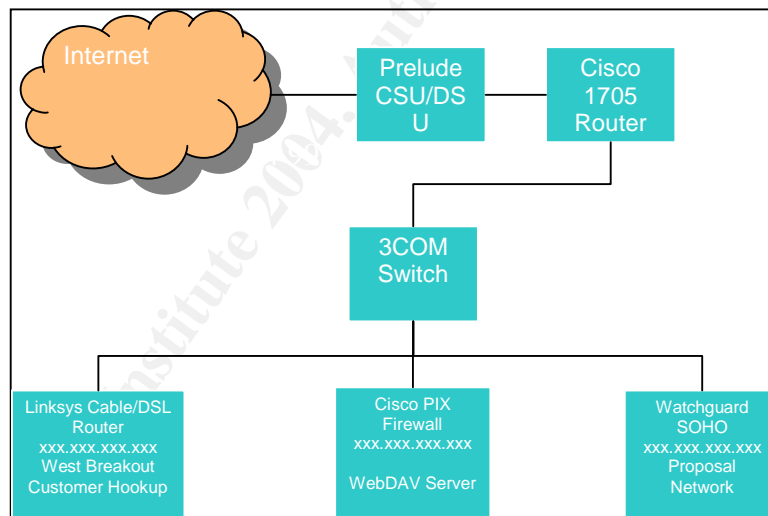 Internet
Prelude
CSU/DS
U
Cisco
1705
Router
3COM
Switch
Linksys Cable/DSL
Router
xxx.xxx.xxx.xxx
West Breakout
Customer Hookup
Cisco PIX
Firewall
xxx.xxx.xxx.xxx
WebDAV Server
Watchguard
SOHO
xxx.xxx.xxx.xxx
Proposal
Network